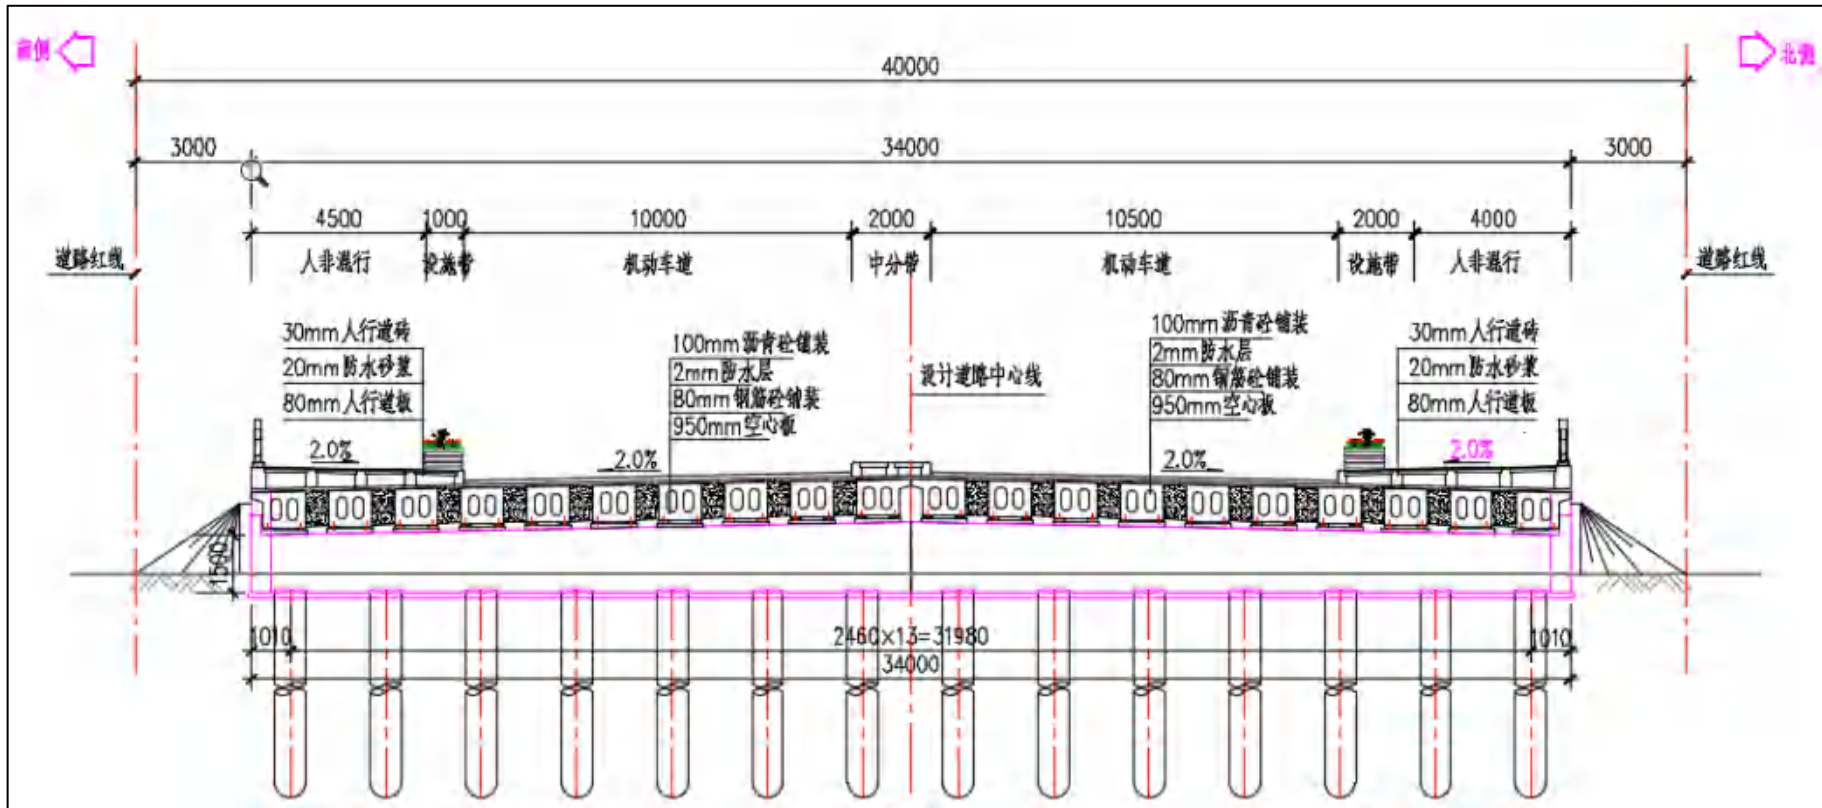 南侧
北侧
40000
3000
34000
3000
4500
1000
10000
2000
10500
2000
4000
道路红线
人非混行
设施带
机动车道
中分带
机动车道
设施带
人非混行
道路红线
30mm人行道砖
20mm防水砂浆
80mm人行道板
100mm沥青砼铺装
2mm防水层
80mm钢筋砼铺装
950mm空心板
设计道路中心线
100mm沥青砼铺装
2mm防水层
80mm钢筋砼铺装
950mm空心板
30mm人行道砖
20mm防水砂浆
80mm人行道板
2.0%
2.0%
2.0%
2.0%
1500
1010
2460×13=31980
1010
34000